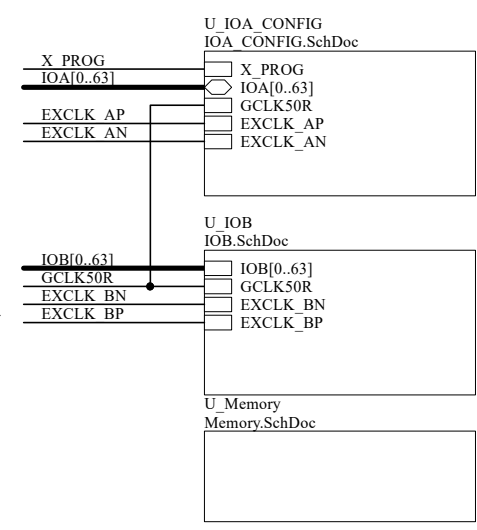 U_IOA_CONFIG
IOA_CONFIG.SchDoc
X_PROG
X_PROG
IOA[0..63]
IOA[0..63]
GCLK50R
EXCLK_AP
EXCLK_AP
EXCLK_AN
EXCLK_AN
U_IOB
IOB.SchDoc
IOB[0..63]
IOB[0..63]
GCLK50R
GCLK50R
EXCLK_BN
EXCLK_BN
EXCLK_BP
EXCLK_BP
U_Memory
Memory.SchDoc